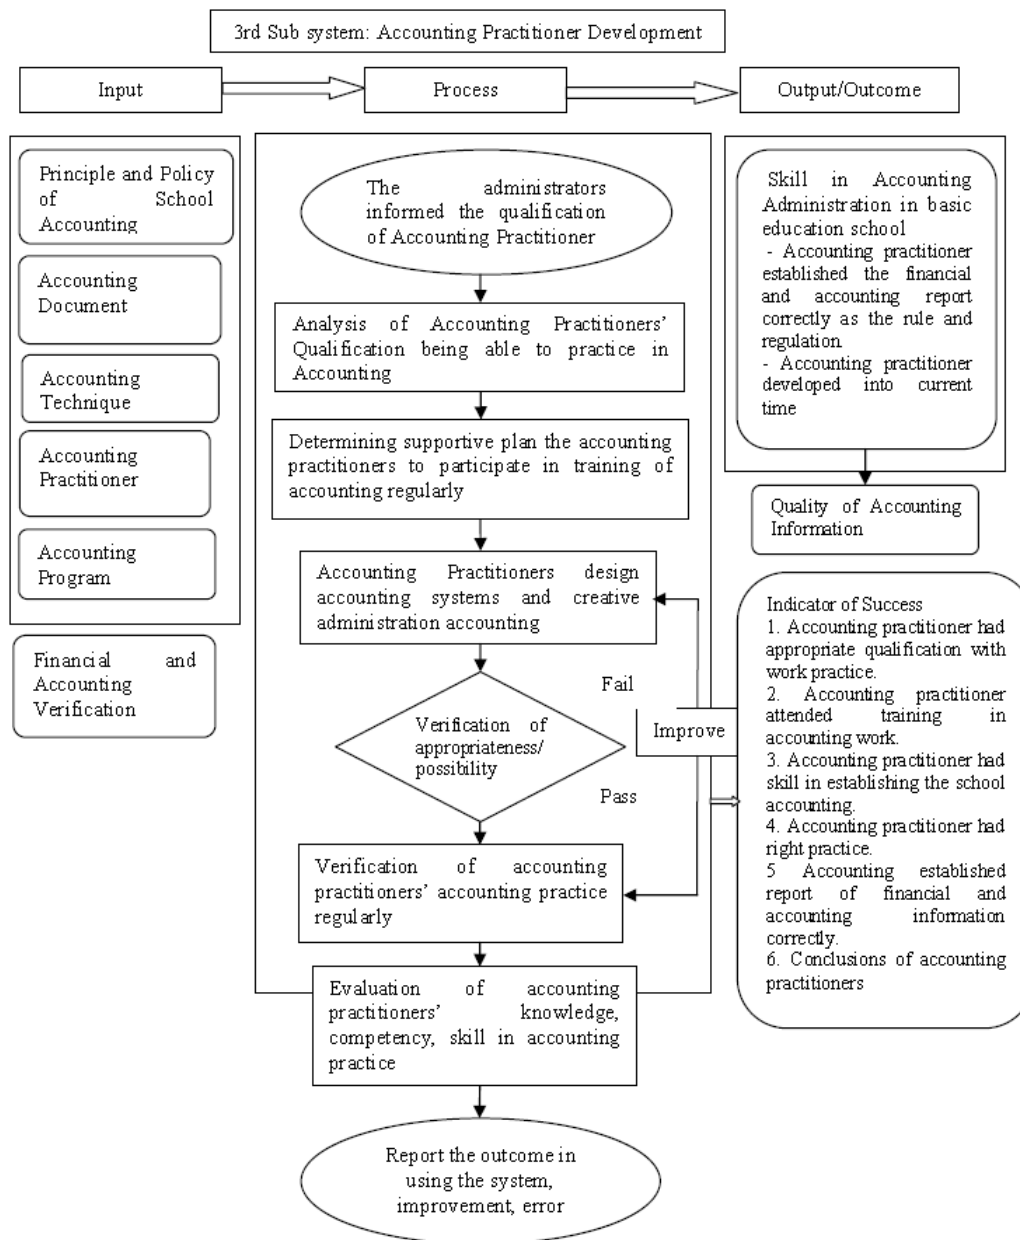 3rd Sub system: Accounting Practitioner Development
Input
Process
Output/Outcome
Principle and Policy
of School
Accounting
Accounting
Document
Accounting
Technique
Accounting
Practitioner
Accounting
Program
Financial and
Accounting
Verification
The administrators
informed the qualification
of Accounting Practitioner
Analysis of Accounting Practitioners'
Qualification being able to practice in
Accounting
Determining supportive plan the accounting
practitioners to participate in training of
accounting regularly
Accounting Practitioners design
accounting systems and creative
administration accounting
Verification of
appropriateness/
possibility
Fail
Improve
Pass
Verification of accounting
practitioners' accounting practice
regularly
Evaluation of accounting
practitioners' knowledge,
competency, skill in accounting
practice
Report the outcome in
using the system,
improvement, error
Skill in Accounting
Administration in basic
education school
- Accounting practitioner
established the financial
and accounting report
correctly as the rule and
regulation
- Accounting practitioner
developed into current
time
Quality of Accounting
Information
Indicator of Success
1. Accounting practitioner had
appropriate qualification with
work practice.
2. Accounting practitioner
attended training in
accounting work.
3. Accounting practitioner had
skill in establishing the school
accounting.
4. Accounting practitioner had
right practice.
5 Accounting established
report of financial and
accounting information
correctly.
6. Conclusions of accounting
practitioners